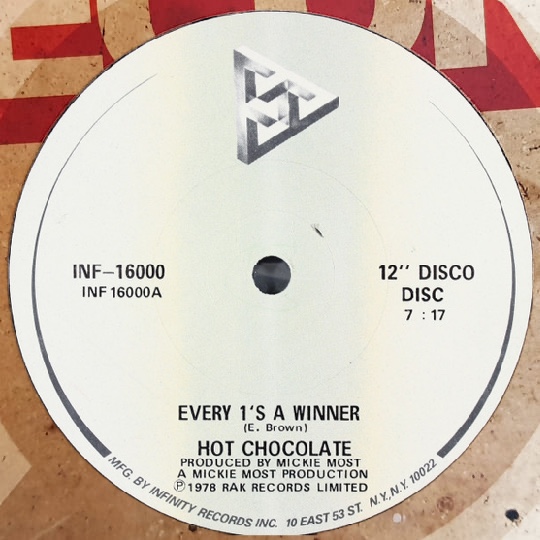 INF-16000
INF 16000A
12" DISCO
DISC
7 : 17
EVERY 1'S A WINNER
(E. Brown)
HOT CHOCOLATE
PRODUCED BY MICKIE MOST
A MICKIE MOST PRODUCTION
℗1978 RAK RECORDS LIMITED
MFG. BY INFINITY RECORDS INC. 10 EAST 53 ST. N.Y., N.Y. 10022